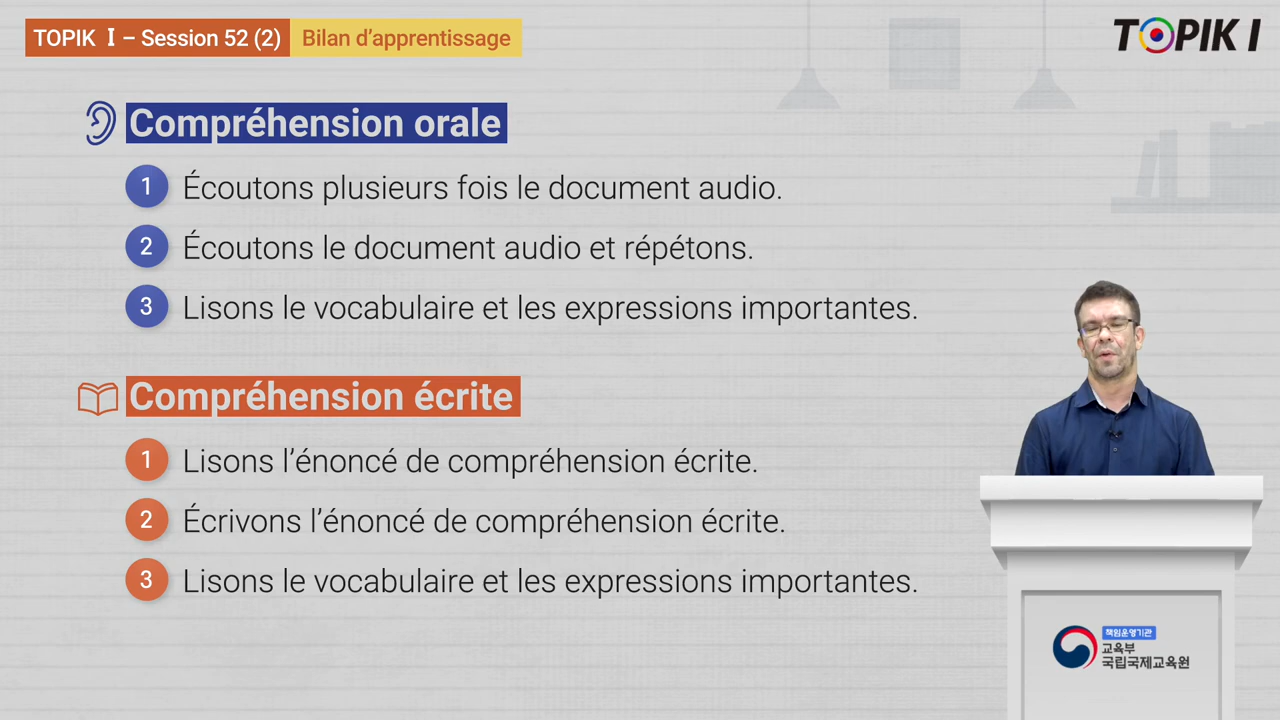 TOPIK Ⅰ – Session 52 (2) Bilan d’apprentissage
TOPIK I
Compréhension orale
1 Écoutons plusieurs fois le document audio.
2 Écoutons le document audio et répétons.
3 Lisons le vocabulaire et les expressions importantes.
Compréhension écrite
1 Lisons l’énoncé de compréhension écrite.
2 Écrivons l’énoncé de compréhension écrite.
3 Lisons le vocabulaire et les expressions importantes.
책임운영기관
교육부
국립국제교육원